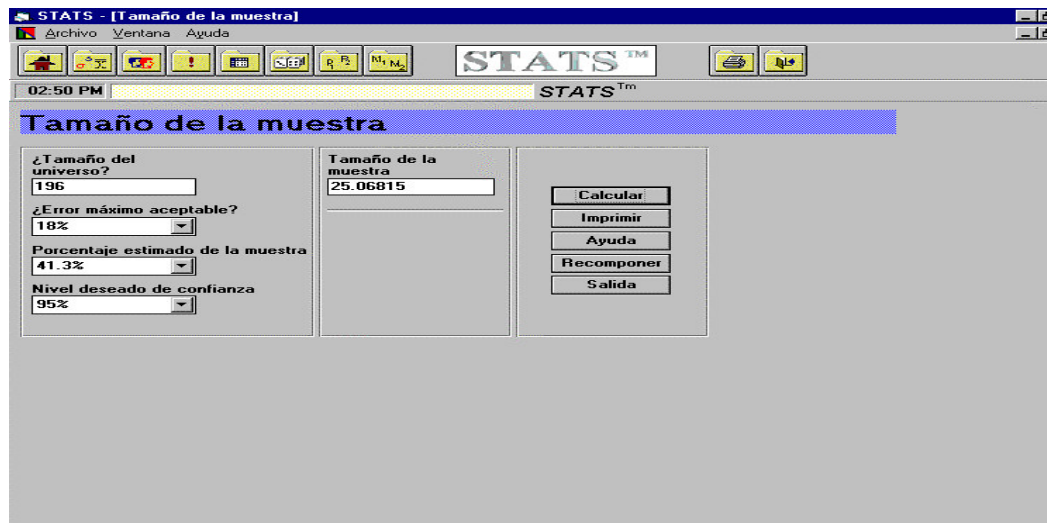 STATS - [Tamaño de la muestra]
Archivo Ventana Ayuda
STATS™
02:50 PM
STATS™
Tamaño de la muestra
¿Tamaño del
universo?
196
¿Error máximo aceptable?
18%
Porcentaje estimado de la muestra
41.3%
Nivel deseado de confianza
95%
Tamaño de la
muestra
25.06815
Calcular
Imprimir
Ayuda
Recomponer
Salida